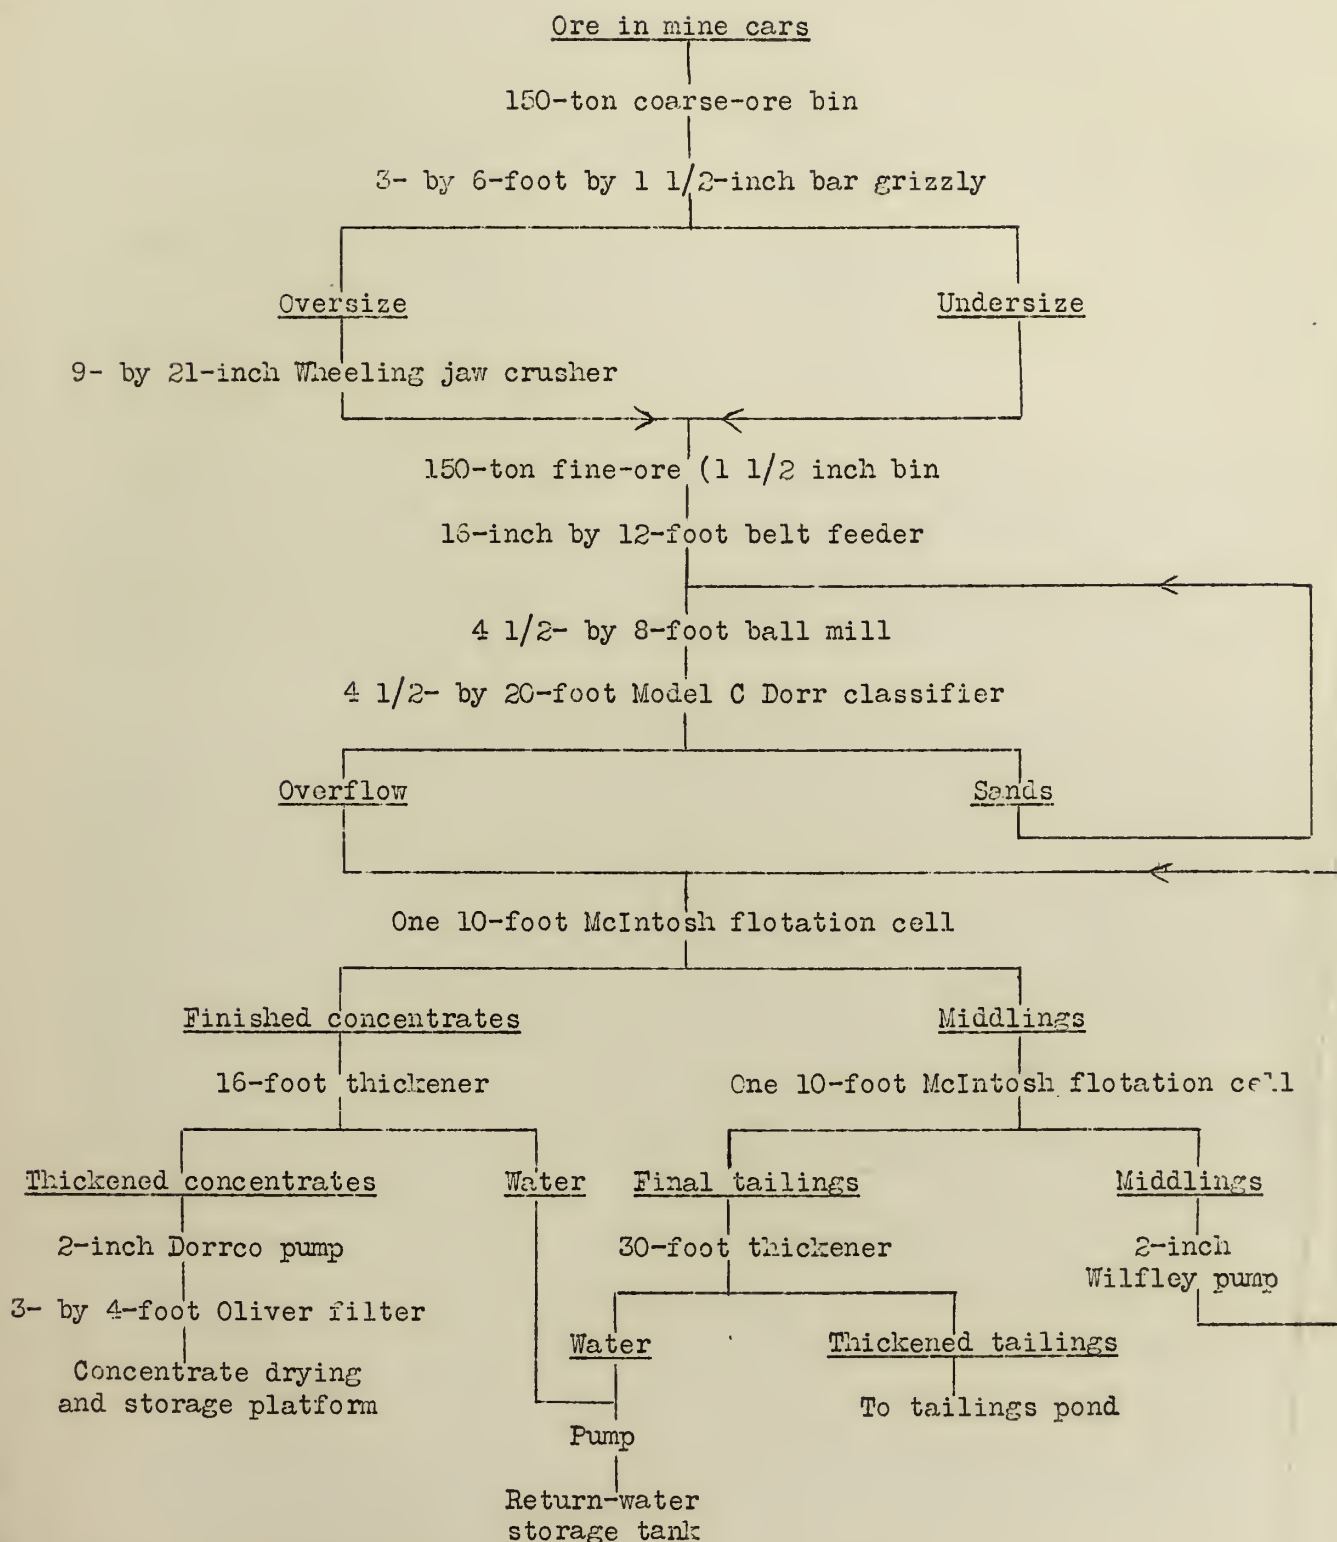 Ore in mine cars
150-ton coarse-ore bin
3- by 6-foot by 1 1/2-inch bar grizzly
Oversize
Undersize
9- by 21-inch Wheeling jaw crusher
150-ton fine-ore (1 1/2 inch bin
16-inch by 12-foot belt feeder
4 1/2- by 8-foot ball mill
4 1/2- by 20-foot Model C Dorr classifier
Overflow
Sands
One 10-foot McIntosh flotation cell
Finished concentrates
Middlings
16-foot thickener
One 10-foot McIntosh flotation cell
Thickened concentrates
Water
Final tailings
Middlings
2-inch Dorrco pump
30-foot thickener
2-inch
Wilfley pump
3- by 4-foot Oliver filter
Water
Thickened tailings
Concentrate drying
and storage platform
To tailings pond
Pump
Return-water
storage tank